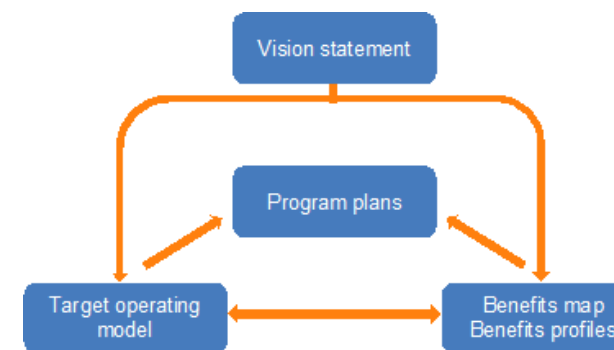 Vision statement
Program plans
Target operating
model
Benefits map
Benefits profiles